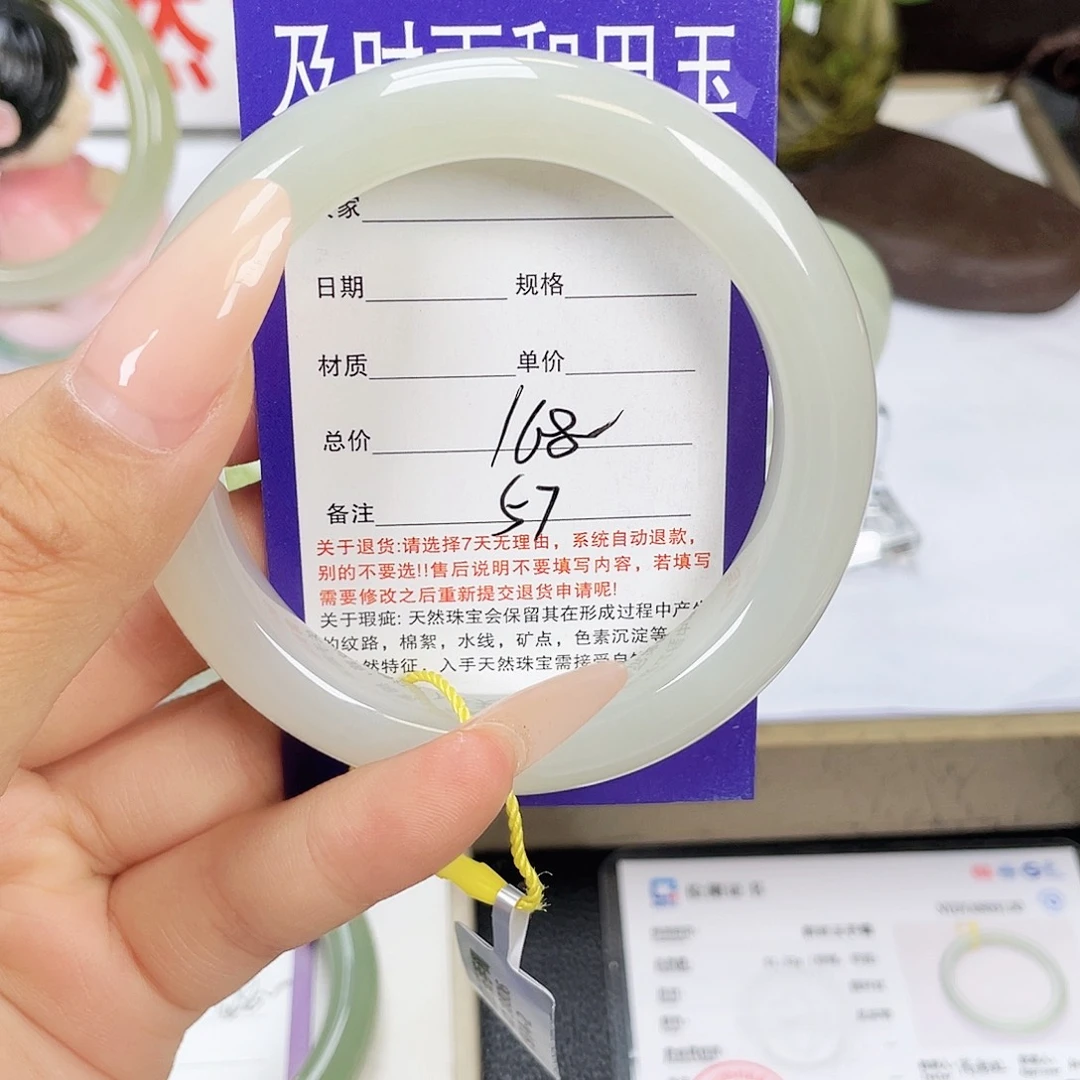 然
及时雨和田玉
家
日期 规格
材质 单价
总价 168
备注 57
关于退货:请选择7天无理由，系统自动退款，
别的不要选!!售后说明不要填写内容，若填写
需要修改之后重新提交退货申请呢!
关于瑕疵: 天然珠宝会保留其在形成过程中产生
的纹路，棉絮，水线，矿点，色素沉淀等
然特征，入手天然珠宝需接受自然